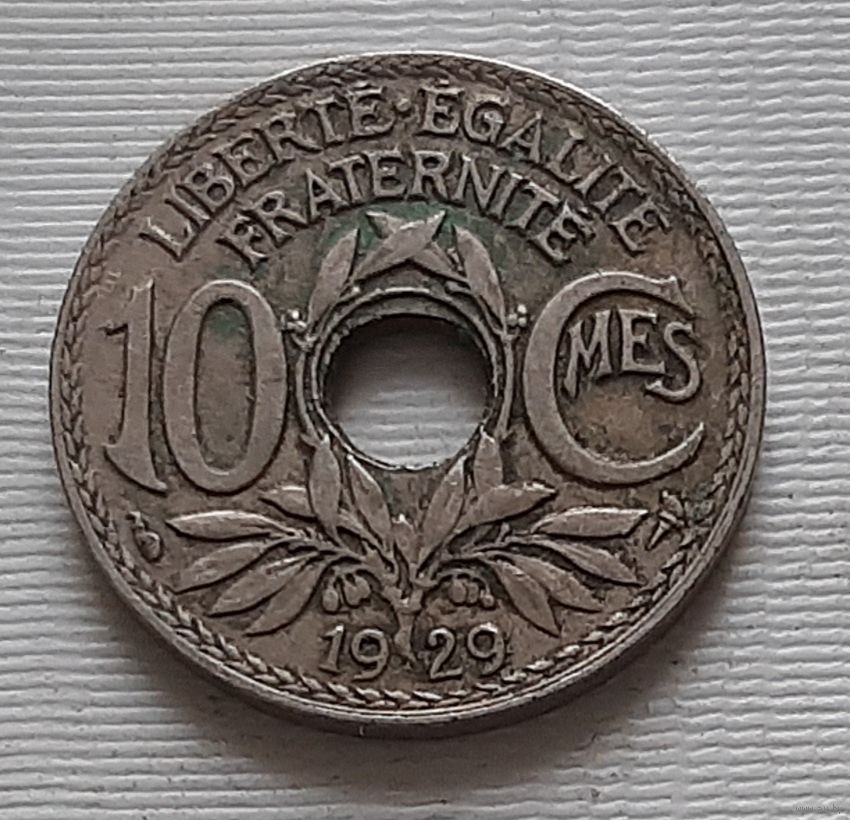 LIBERTÉ · ÉGALITÉ
FRATERNITÉ
10 CMES
1929